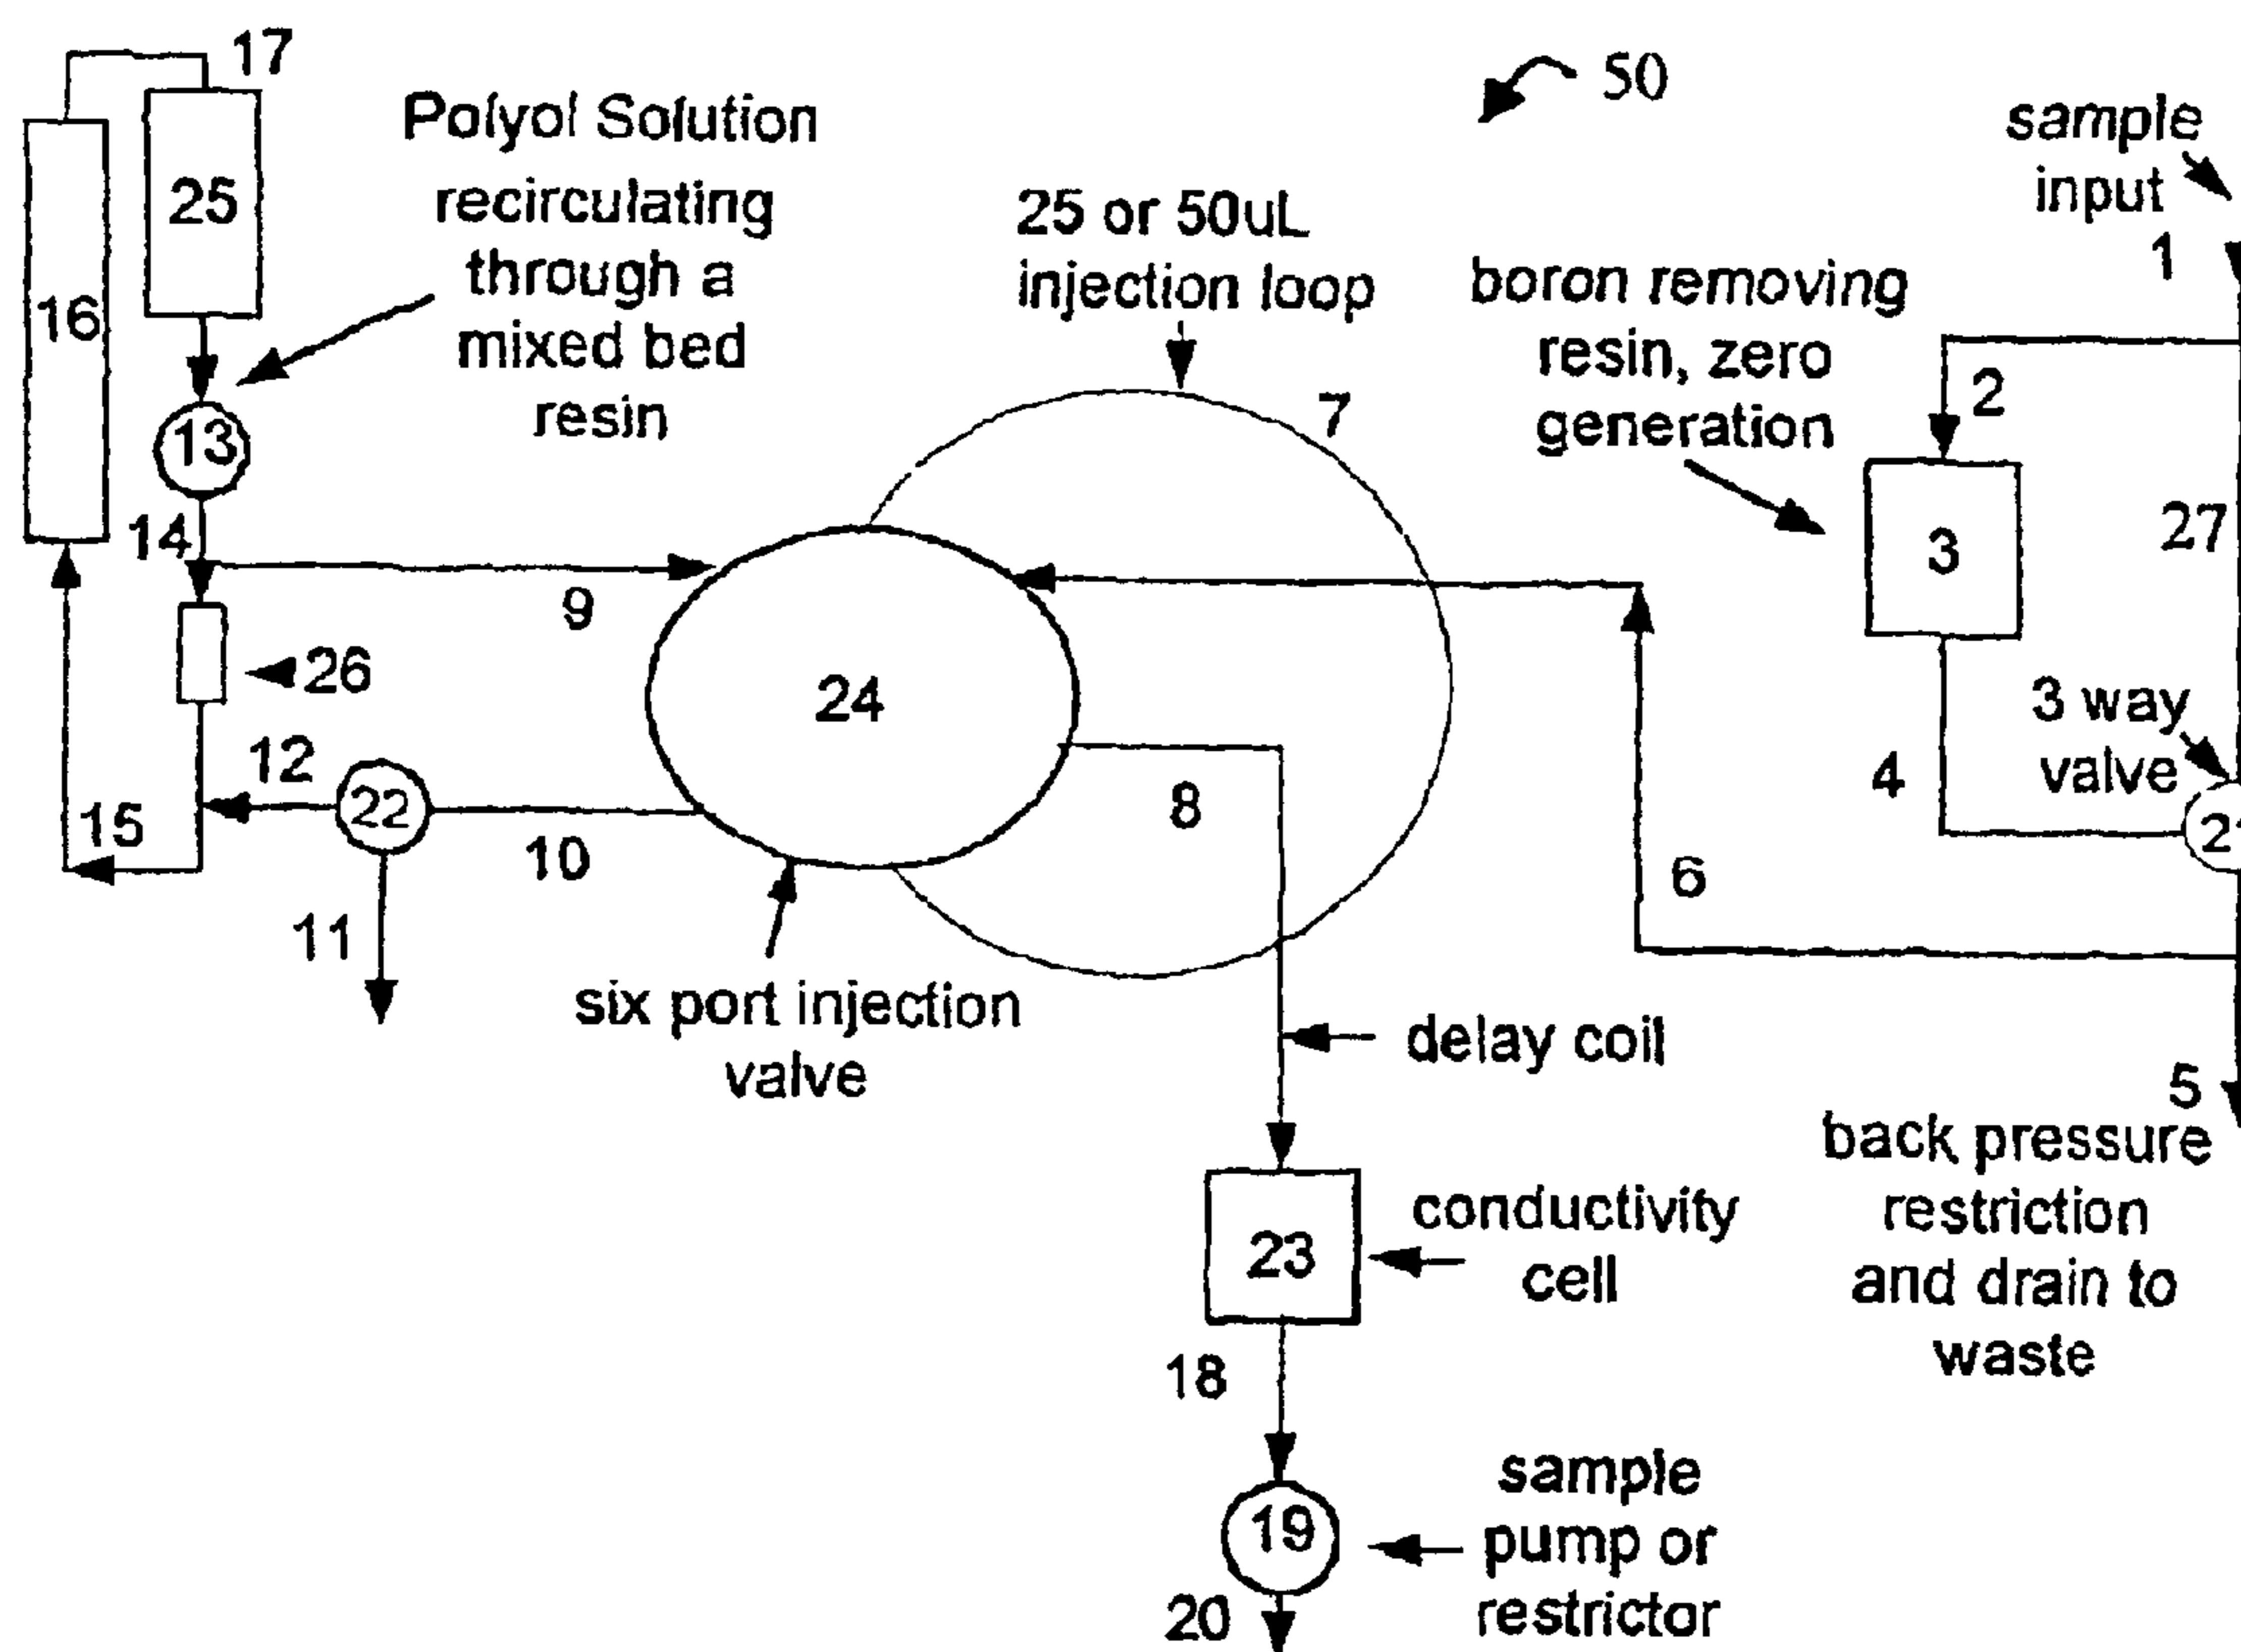 17
50
Polyol Solution
recirculating
through a
mixed bed
resin
sample
input
1
25
16
25 or 50uL
injection loop
boron removing
resin, zero
generation
7
2
13
14
3
27
9
26
24
3 way
valve
12
22
4
15
10
8
6
11
six port injection
valve
delay coil
5
back pressure
restriction
and drain to
waste
23
conductivity
cell
18
19
sample
pump or
restrictor
20